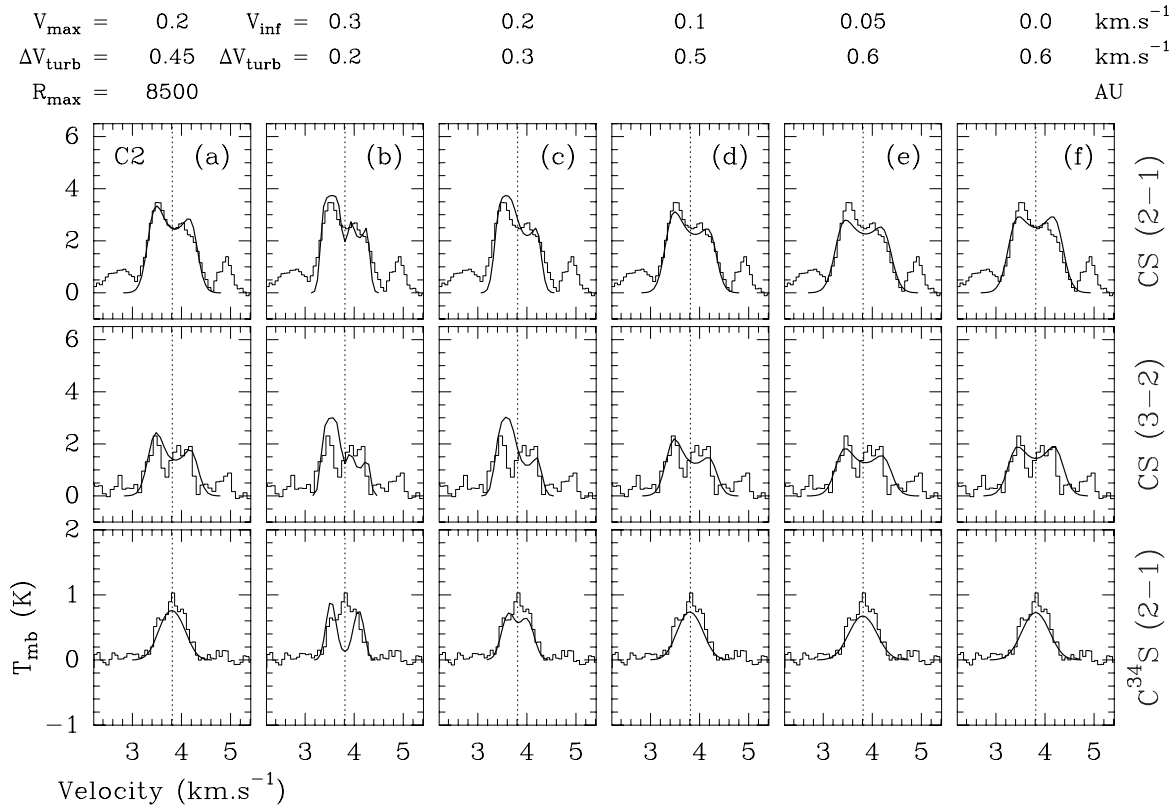 V_max = 0.2 V_inf = 0.3 0.2 0.1 0.05 0.0 km.s^−1
ΔV_turb = 0.45 ΔV_turb = 0.2 0.3 0.5 0.6 0.6 km.s^−1
R_max = 8500 AU
6 C2 (a) (b) (c) (d) (e) (f)
4
2
0
CS (2−1)
6
4
2
0
CS (3−2)
2
1
0
−1
T_mb (K)
C^34S (2−1)
3 4 5 3 4 5 3 4 5 3 4 5 3 4 5 3 4 5
Velocity (km.s^−1)